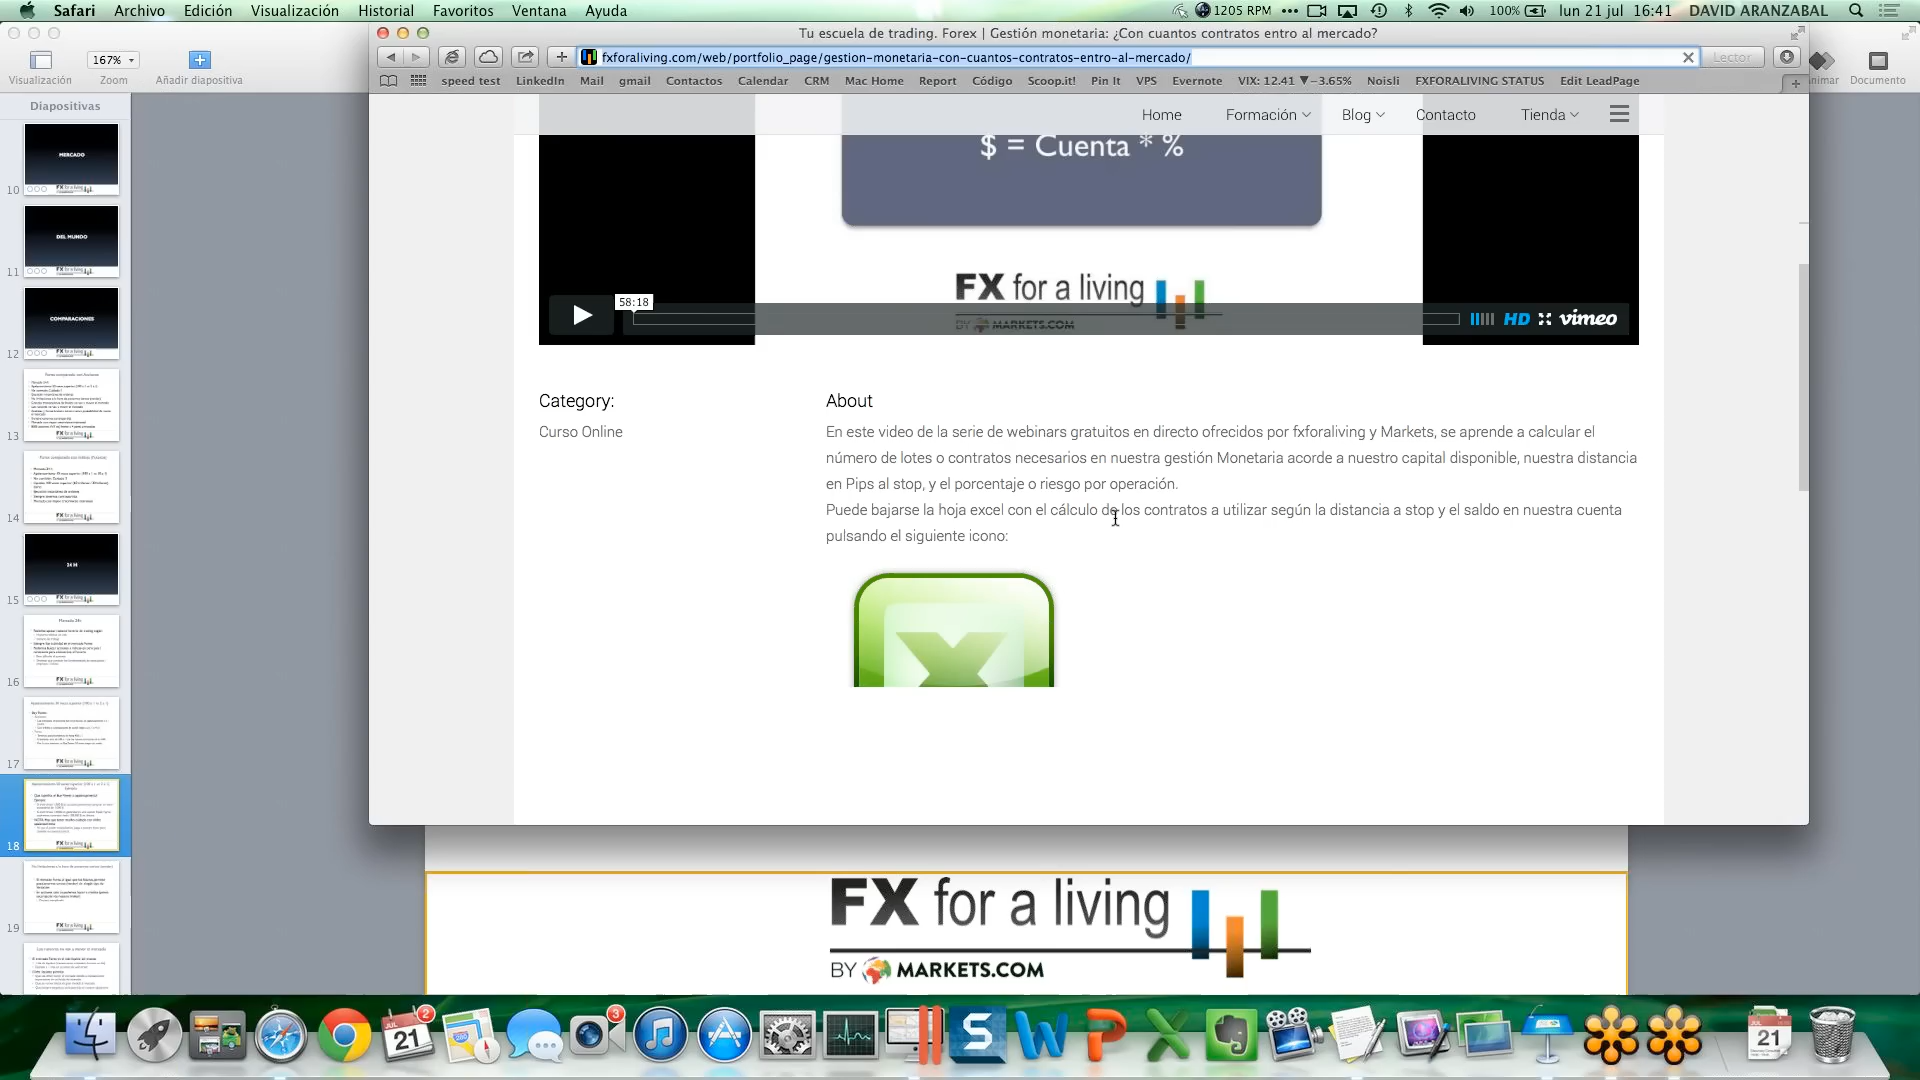 Safari Archivo Edición Visualización Historial Favoritos Ventana Ayuda 1205 RPM 100% lun 21 jul 16:41 DAVID ARANZABAL
Tu escuela de trading. Forex | Gestión monetaria: ¿Con cuantos contratos entro al mercado?
167%
Visualización Zoom Añadir diapositiva
fxforaliving.com/web/portfolio_page/gestion-monetaria-con-cuantos-contratos-entro-al-mercado/
Lector
Documento
speed test LinkedIn Mail gmail Contactos Calendar CRM Mac Home Report Código Scoop.it! Pin It VPS Evernote VIX: 12.41 ▼−3.65% Noisli FXFORALIVING STATUS Edit LeadPage
Diapositivas
Home Formación Blog Contacto Tienda
$ = Cuenta * %
MERCADO
10
DEL MUNDO
11
COMPARACIONES
12
13
14
24 H
15
16
17
18
19
FX for a living
BY MARKETS.COM
58:18
HD vimeo
Category:
Curso Online
About
En este video de la serie de webinars gratuitos en directo ofrecidos por fxforaliving y Markets, se aprende a calcular el
número de lotes o contratos necesarios en nuestra gestión Monetaria acorde a nuestro capital disponible, nuestra distancia
en Pips al stop, y el porcentaje o riesgo por operación.
Puede bajarse la hoja excel con el cálculo de los contratos a utilizar según la distancia a stop y el saldo en nuestra cuenta
pulsando el siguiente icono:
FX for a living
BY MARKETS.COM
JUL 21 2
3
JUL
21